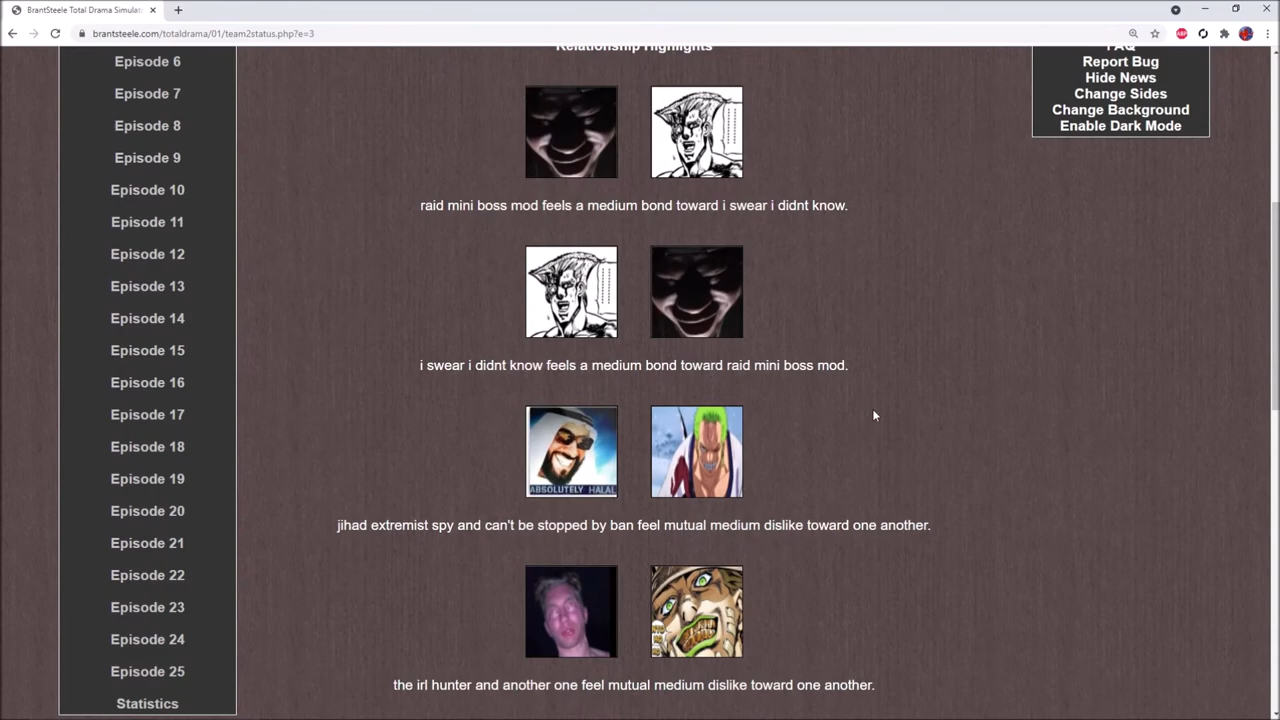 BrantSteele Total Drama Simulat
brantsteele.com/totaldrama/01/team2status.php?e=3
ABP
Relationship Highlights
FAQ
Report Bug
Hide News
Change Sides
Change Background
Enable Dark Mode
Episode 6
Episode 7
Episode 8
Episode 9
Episode 10
Episode 11
Episode 12
Episode 13
Episode 14
Episode 15
Episode 16
Episode 17
Episode 18
Episode 19
Episode 20
Episode 21
Episode 22
Episode 23
Episode 24
Episode 25
Statistics
raid mini boss mod feels a medium bond toward i swear i didnt know.
i swear i didnt know feels a medium bond toward raid mini boss mod.
ABSOLUTELY HALAL
jihad extremist spy and can't be stopped by ban feel mutual medium dislike toward one another.
the irl hunter and another one feel mutual medium dislike toward one another.